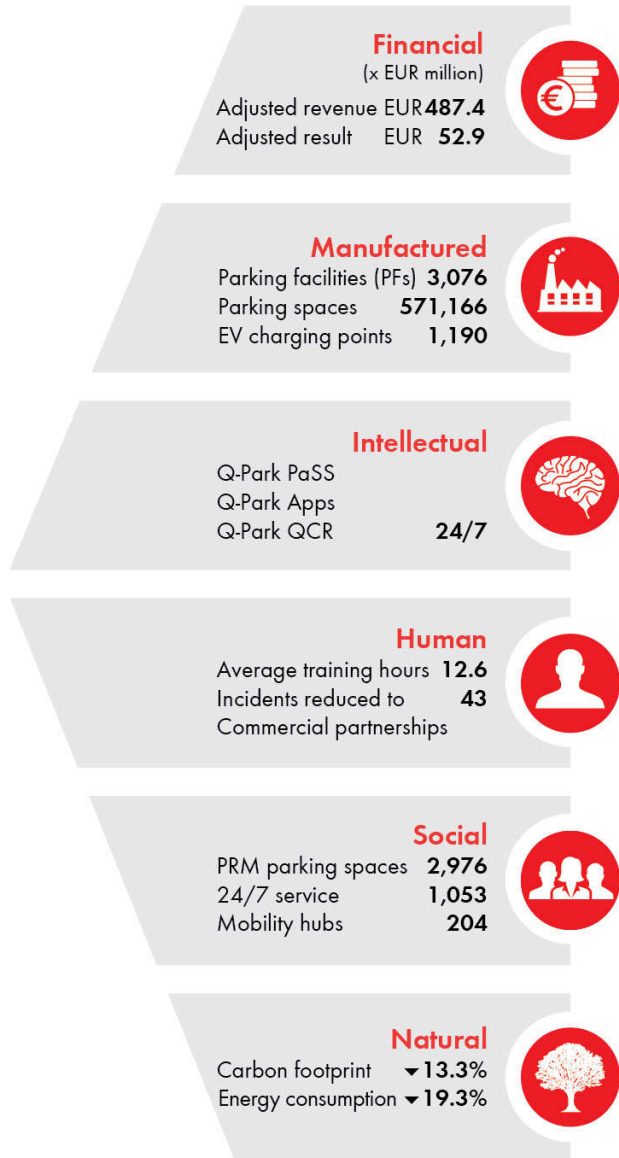 Financial
(x EUR million)
Adjusted revenue EUR 487.4
Adjusted result EUR 52.9
Manufactured
Parking facilities (PFs) 3,076
Parking spaces 571,166
EV charging points 1,190
Intellectual
Q-Park PaSS
Q-Park Apps
Q-Park QCR 24/7
Human
Average training hours 12.6
Incidents reduced to 43
Commercial partnerships
Social
PRM parking spaces 2,976
24/7 service 1,053
Mobility hubs 204
Natural
Carbon footprint ▼13.3%
Energy consumption ▼19.3%